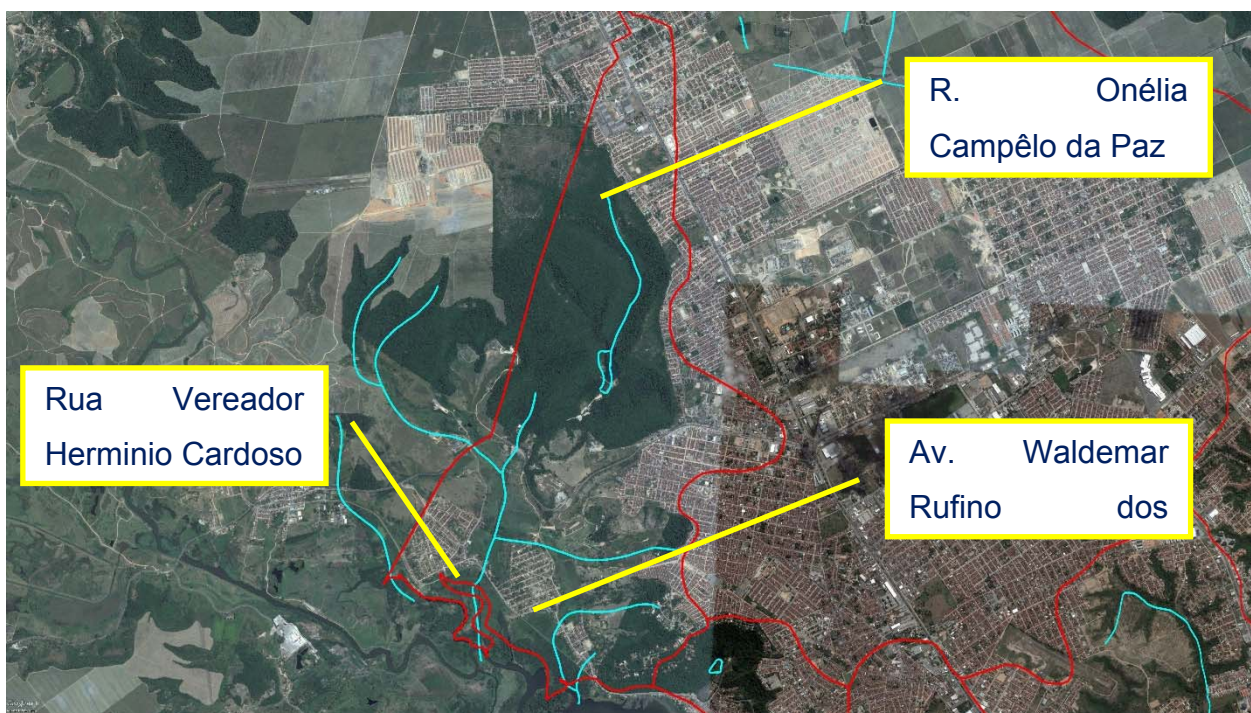 R. Onélia
Campêlo da Paz
Rua Vereador
Herminio Cardoso
Av. Waldemar
Rufino dos